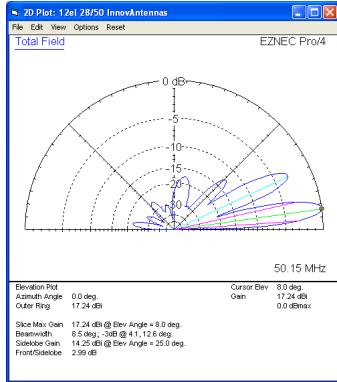 2D Plot: 12el 28/50 InnovAntennas
File Edit View Options Reset
Total Field
EZNEC Pro/4
0 dB
-5
-10
-15
-20
-30
50.15 MHz
Elevation Plot
Azimuth Angle 0.0 deg.
Outer Ring 17.24 dBi
Cursor Elev 8.0 deg.
Gain 17.24 dBi
0.0 dBmax
Slice Max Gain 17.24 dBi @ Elev Angle = 8.0 deg.
Beamwidth 8.5 deg.; -3dB @ 4.1, 12.6 deg.
Sidelobe Gain 14.25 dBi @ Elev Angle = 25.0 deg.
Front/Sidelobe 2.99 dB